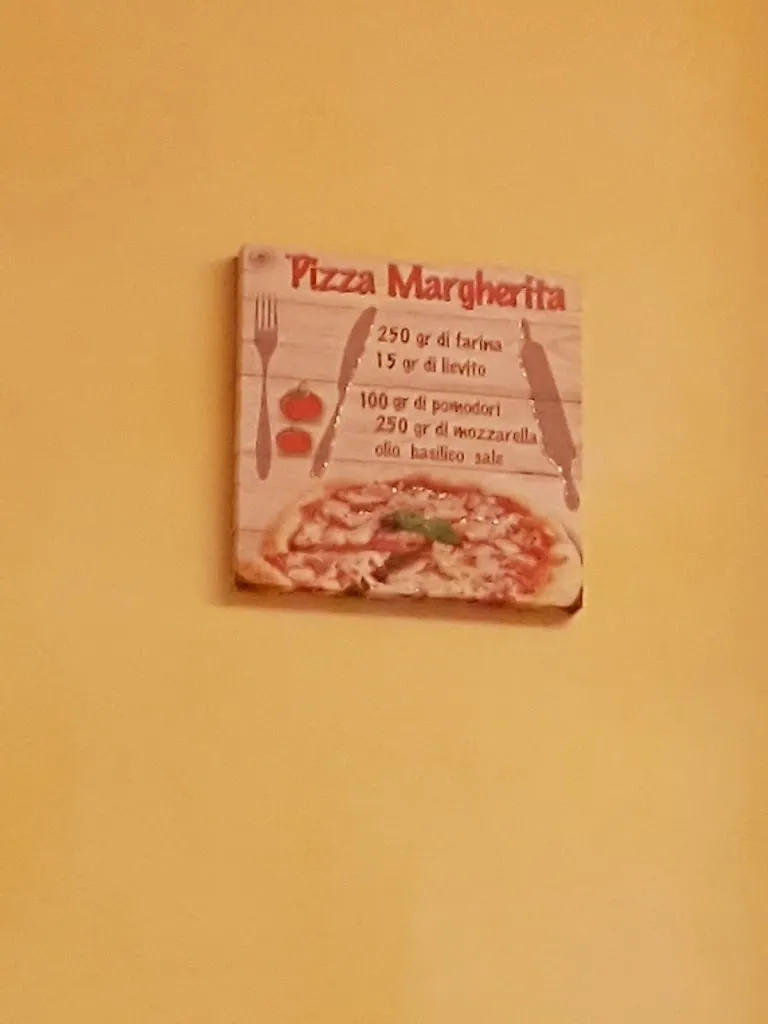 Pizza Margherita
250 gr di farina
15 gr di lievito
100 gr di pomodori
250 gr di mozzarella
olio basilico sale